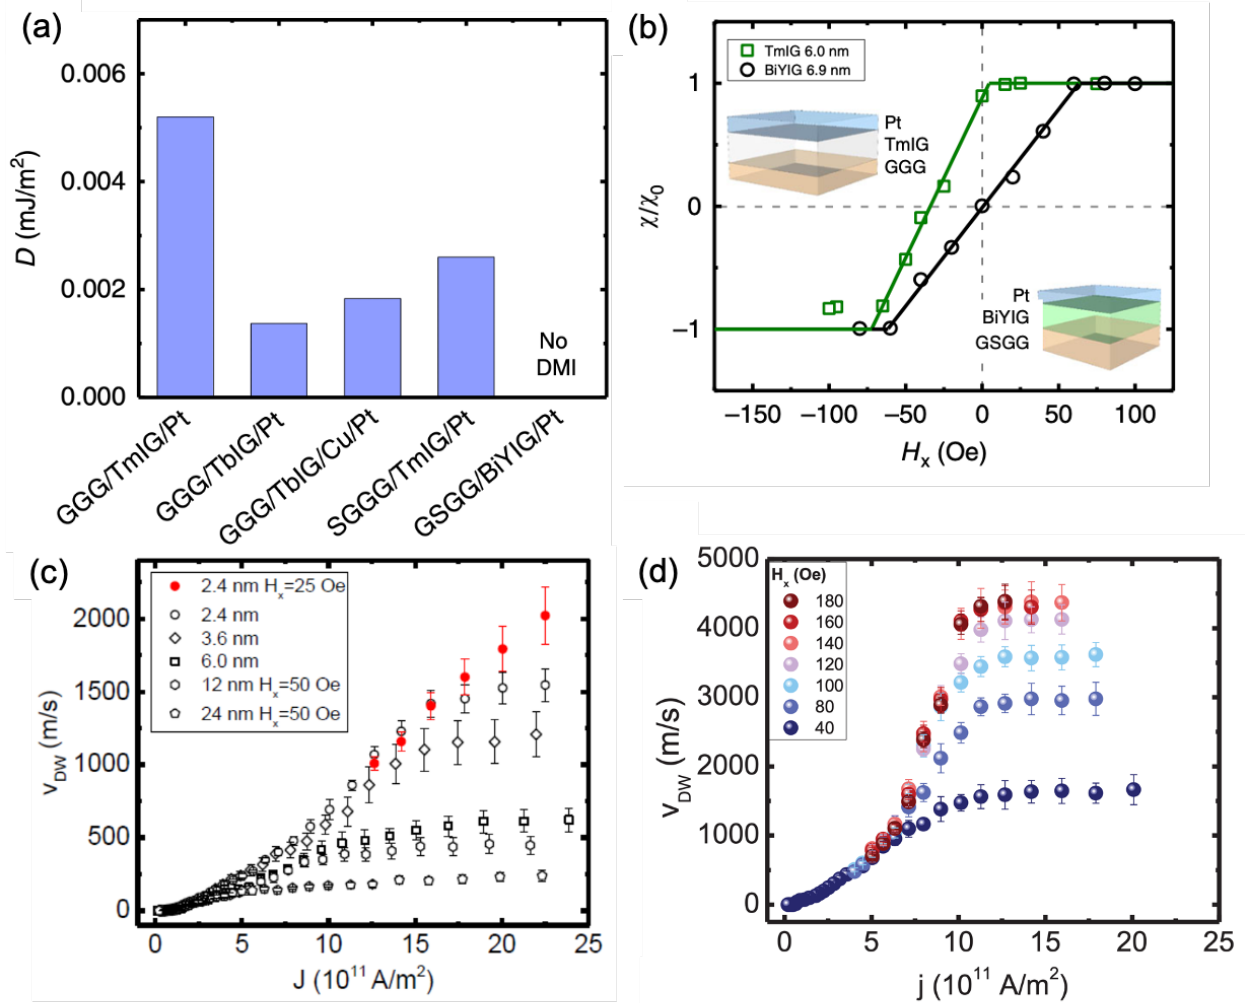 (a)
D (mJ/m²)
0.006
0.004
0.002
0.000
No
DMI
GGG/TmIG/Pt
GGG/TbIG/Pt
GGG/TbIG/Cu/Pt
SGGG/TmIG/Pt
GSGG/BiYIG/Pt
(b)
TmIG 6.0 nm
BiYIG 6.9 nm
Pt
TmIG
GGG
Pt
BiYIG
GSGG
χ/χ₀
1
0
−1
−150 −100 −50 0 50 100
Hₓ (Oe)
(c)
2.4 nm Hₓ=25 Oe
2.4 nm
3.6 nm
6.0 nm
12 nm Hₓ=50 Oe
24 nm Hₓ=50 Oe
v_DW (m/s)
2000
1500
1000
500
0
0 5 10 15 20 25
J (10¹¹ A/m²)
(d)
Hₓ (Oe)
180
160
140
120
100
80
40
v_DW (m/s)
5000
4000
3000
2000
1000
0
0 5 10 15 20 25
j (10¹¹ A/m²)